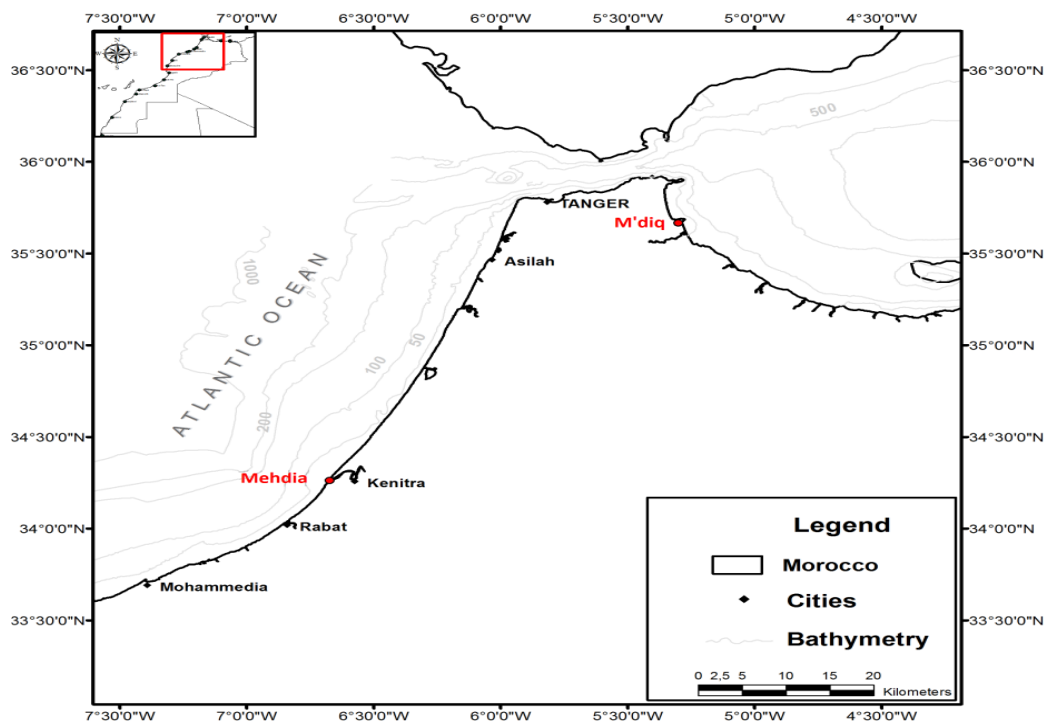 7°30'0"W 7°0'0"W 6°30'0"W 6°0'0"W 5°30'0"W 5°0'0"W 4°30'0"W
N
W E
S
36°30'0"N 36°30'0"N
500
36°0'0"N 36°0'0"N
TANGER
M'diq
35°30'0"N 35°30'0"N
Asilah
1000
ATLANTIC OCEAN
35°0'0"N 35°0'0"N
50
100
200
34°30'0"N 34°30'0"N
Mehdia
Kenitra
34°0'0"N 34°0'0"N
Rabat
Mohammedia
33°30'0"N 33°30'0"N
Legend
Morocco
Cities
Bathymetry
0 2,5 5 10 15 20
Kilometers
7°30'0"W 7°0'0"W 6°30'0"W 6°0'0"W 5°30'0"W 5°0'0"W 4°30'0"W